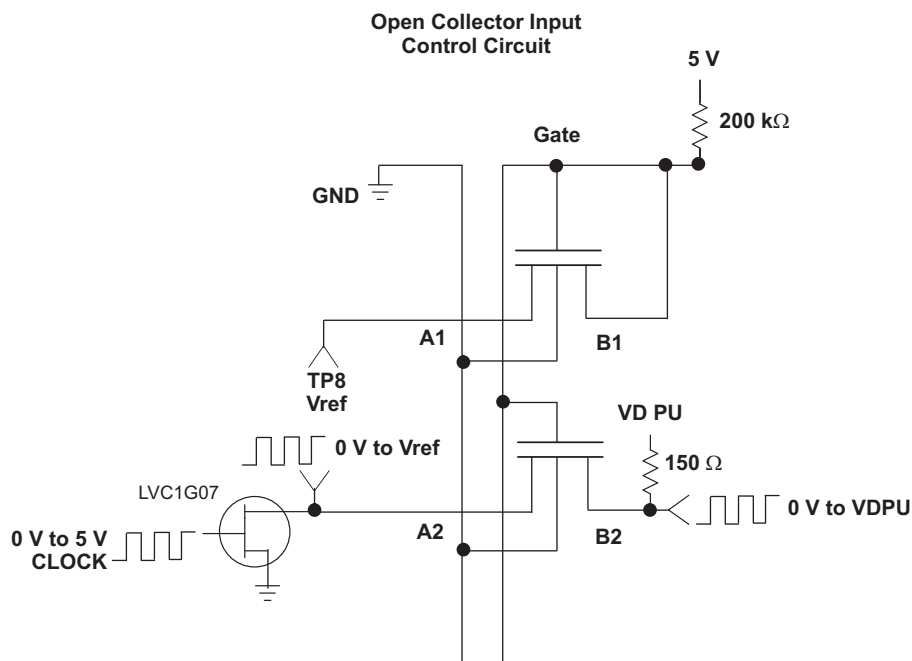 Open Collector Input
Control Circuit
5 V
200 kΩ
Gate
GND
A1
B1
TP8
Vref
VD PU
0 V to Vref
150 Ω
LVC1G07
0 V to VDPU
A2
B2
0 V to 5 V
CLOCK